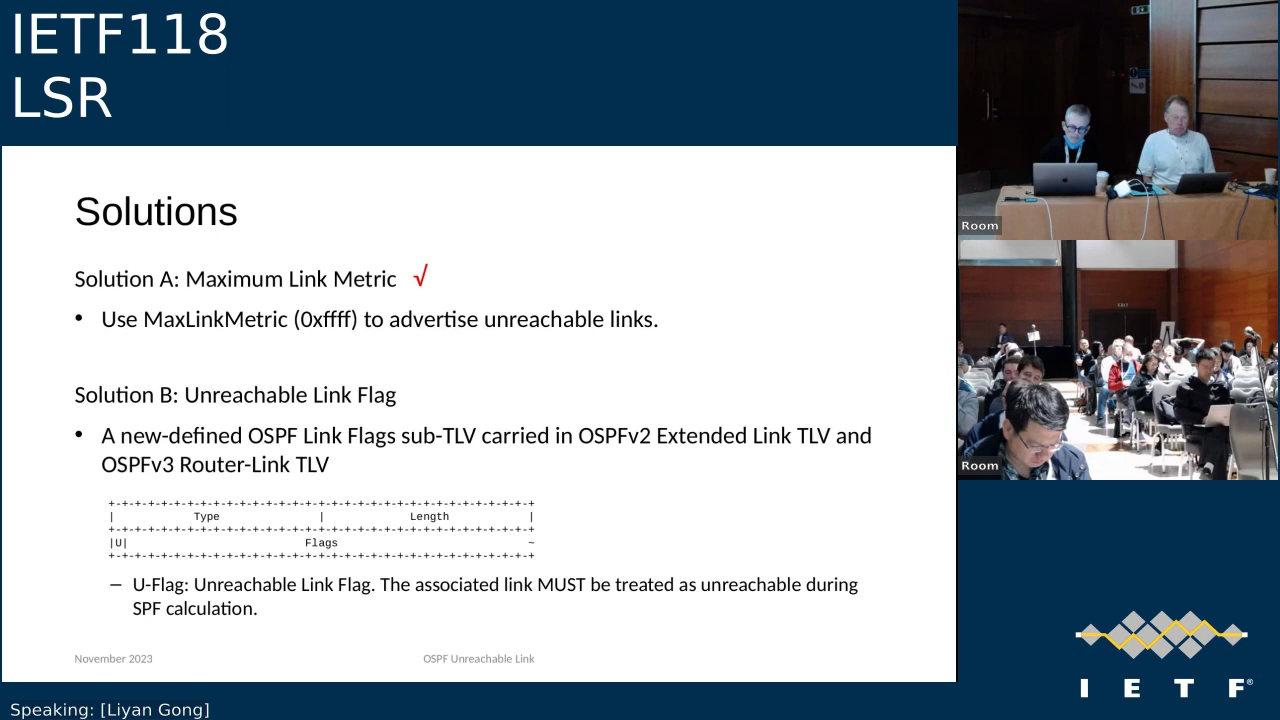 IETF118
LSR
Solutions
Solution A: Maximum Link Metric √
• Use MaxLinkMetric (0xffff) to advertise unreachable links.
Solution B: Unreachable Link Flag
• A new-defined OSPF Link Flags sub-TLV carried in OSPFv2 Extended Link TLV and
OSPFv3 Router-Link TLV
+-+-+-+-+-+-+-+-+-+-+-+-+-+-+-+-+-+-+-+-+-+-+-+-+-+-+-+-+-+-+-+-+
| Type | Length |
+-+-+-+-+-+-+-+-+-+-+-+-+-+-+-+-+-+-+-+-+-+-+-+-+-+-+-+-+-+-+-+-+
|U| Flags ~
+-+-+-+-+-+-+-+-+-+-+-+-+-+-+-+-+-+-+-+-+-+-+-+-+-+-+-+-+-+-+-+-+
– U-Flag: Unreachable Link Flag. The associated link MUST be treated as unreachable during
SPF calculation.
November 2023 OSPF Unreachable Link
Room
Room
I E T F®
Speaking: [Liyan Gong]